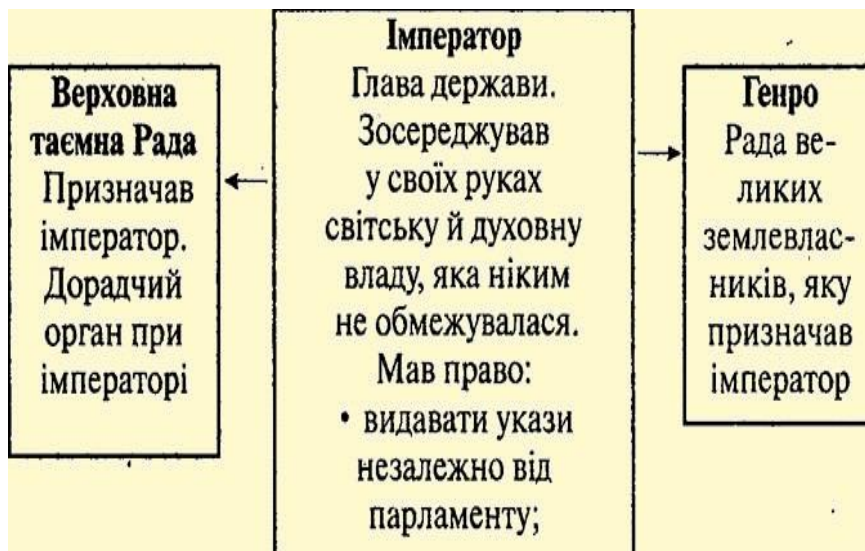 Верховна
таємна Рада
Призначав
імператор.
Дорадчий
орган при
імператорі
Імператор
Глава держави.
Зосереджував
у своїх руках
світську й духовну
владу, яка ніким
не обмежувалася.
Мав право:
• видавати укази
незалежно від
парламенту;
Генро
Рада ве-
ликих
землевлас-
ників, яку
призначав
імператор